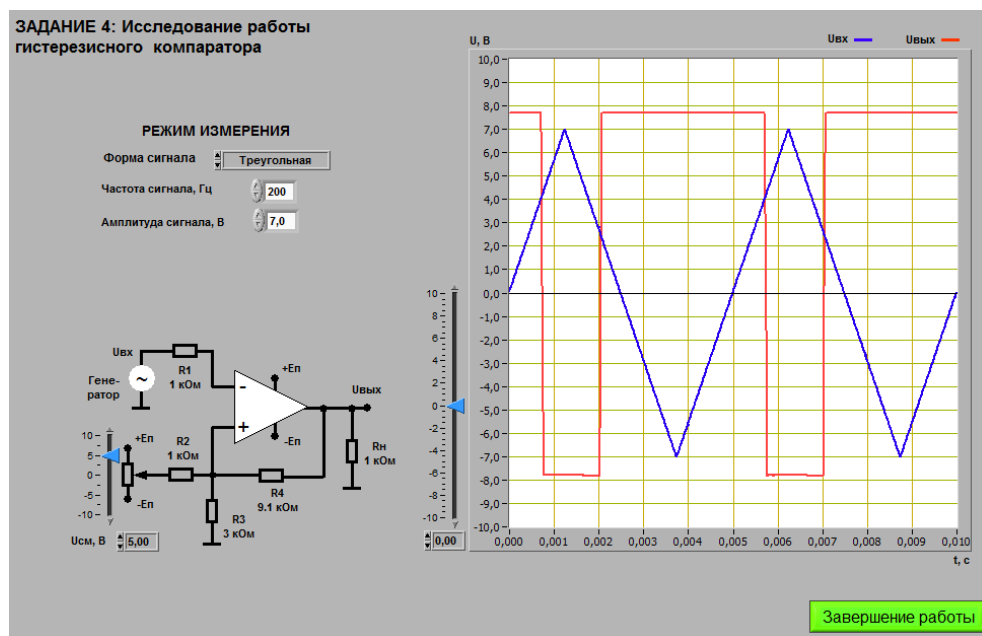 ЗАДАНИЕ 4: Исследование работы
гистерезисного компаратора
РЕЖИМ ИЗМЕРЕНИЯ
Форма сигнала Треугольная
Частота сигнала, Гц 200
Амплитуда сигнала, В 7,0
U, В
Uвх Uвых
10,0
9,0
8,0
7,0
6,0
5,0
4,0
3,0
2,0
1,0
0,0
-1,0
-2,0
-3,0
-4,0
-5,0
-6,0
-7,0
-8,0
-9,0
-10,0
0,000 0,001 0,002 0,003 0,004 0,005 0,006 0,007 0,008 0,009 0,010
t, с
10
8
6
4
2
0
-2
-4
-6
-8
-10
0,00
Uвх
R1
1 кОм
Гене-
ратор
~
-
+
+Еп
-Еп
Uвых
Rн
1 кОм
10
5
0
-5
-10
+Еп
-Еп
R2
1 кОм
R4
9.1 кОм
R3
3 кОм
Uсм, В 5,00
Завершение работы